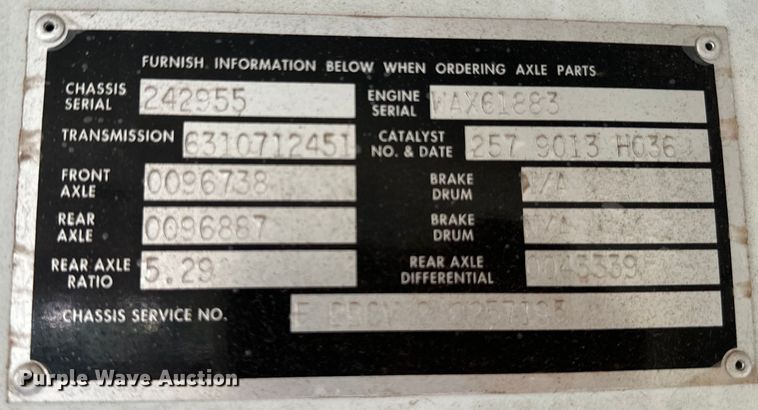 FURNISH INFORMATION BELOW WHEN ORDERING AXLE PARTS
CHASSIS SERIAL 242955 ENGINE SERIAL WAX61883
TRANSMISSION 6310712451 CATALYST NO. & DATE 257 9013 H036
FRONT AXLE 0096738 BRAKE DRUM N/A
REAR AXLE 0096887 BRAKE DRUM N/A
REAR AXLE RATIO 5.29 REAR AXLE DIFFERENTIAL 0043339
CHASSIS SERVICE NO.
Purple Wave Auction